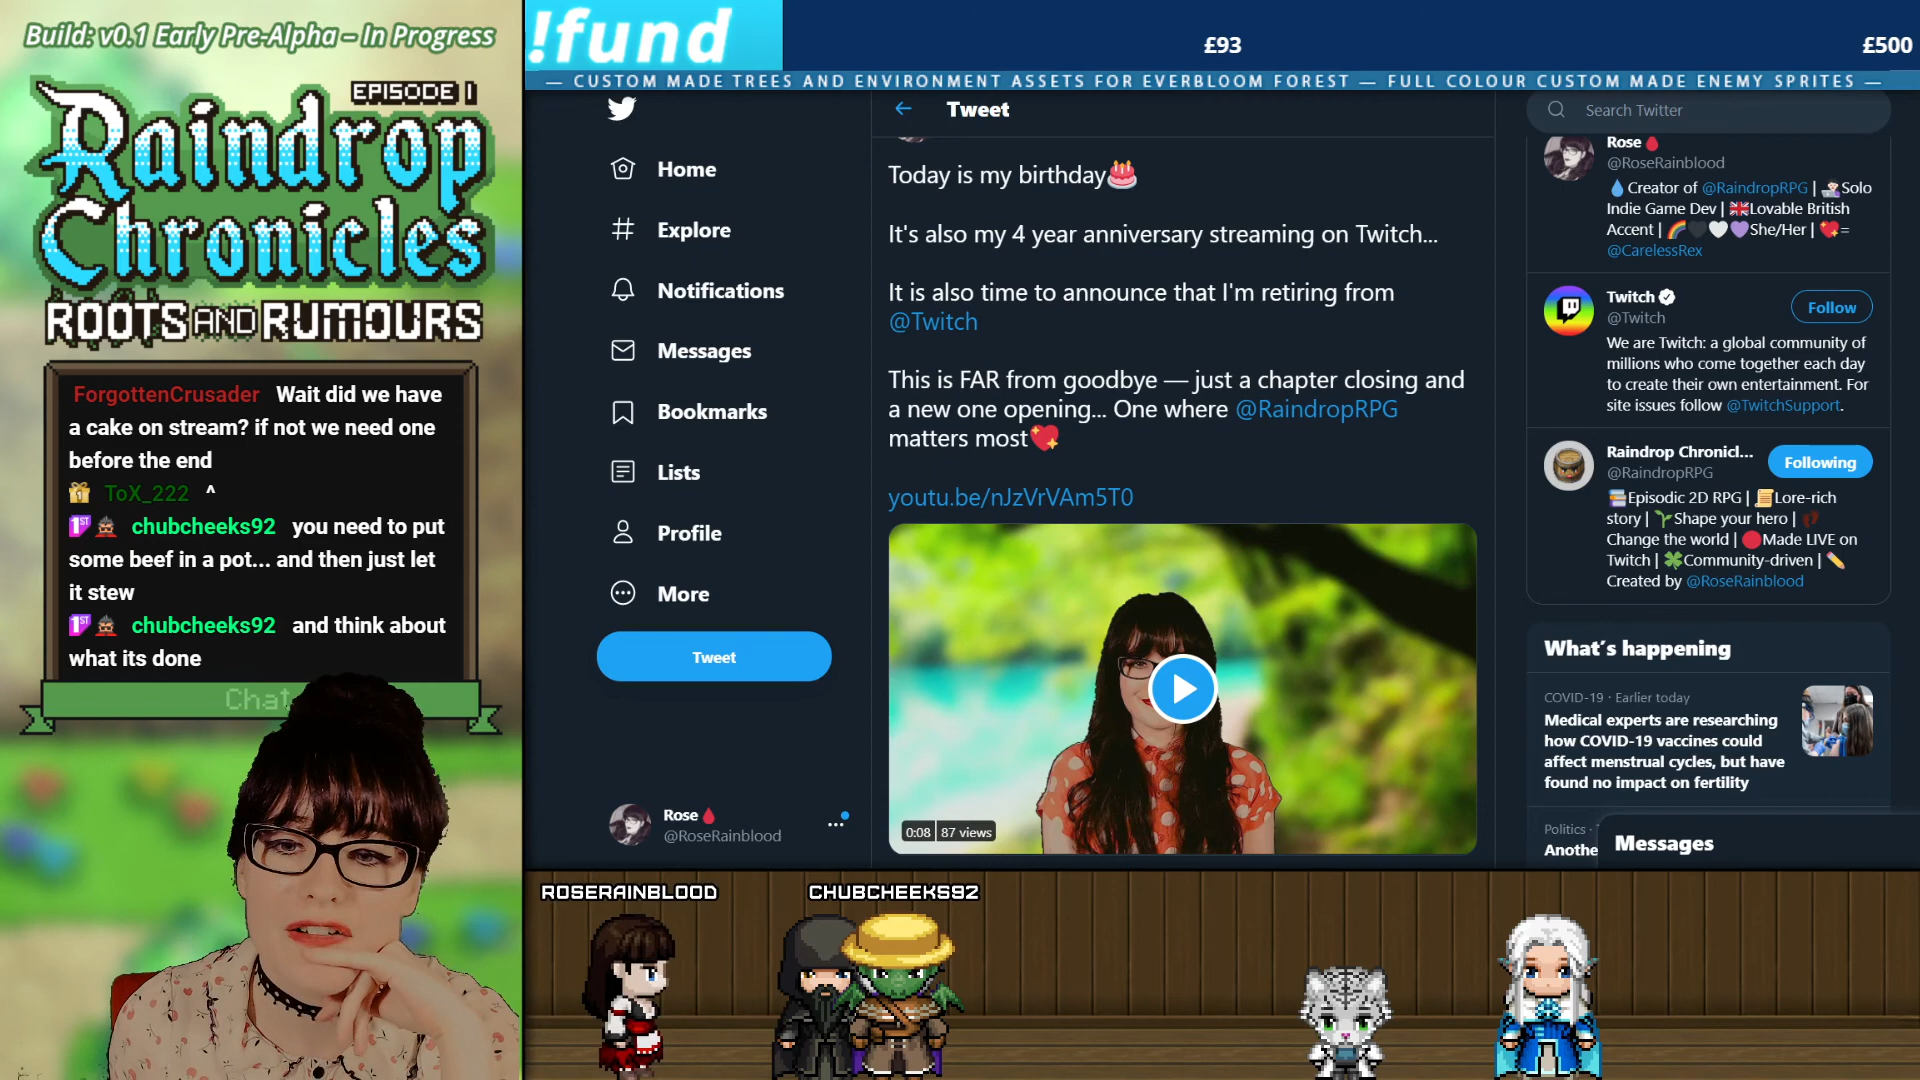 Build: v0.1 Early Pre-Alpha – In Progress
EPISODE I
Raindrop
Chronicles
ROOTS AND RUMOURS
ForgottenCrusader Wait did we have
a cake on stream? if not we need one
before the end
ToX_222 ^
1ST chubcheeks92 you need to put
some beef in a pot... and then just let
it stew
1ST chubcheeks92 and think about
what its done
Chat
!fund
£93
£500
— CUSTOM MADE TREES AND ENVIRONMENT ASSETS FOR EVERBLOOM FOREST — FULL COLOUR CUSTOM MADE ENEMY SPRITES —
Home
Explore
Notifications
Messages
Bookmarks
Lists
Profile
More
Tweet
Rose
@RoseRainblood
Tweet
Today is my birthday
It's also my 4 year anniversary streaming on Twitch...
It is also time to announce that I'm retiring from
@Twitch
This is FAR from goodbye — just a chapter closing and
a new one opening... One where @RaindropRPG
matters most
youtu.be/nJzVrVAm5T0
0:08 87 views
Search Twitter
Rose
@RoseRainblood
Creator of @RaindropRPG | Solo
Indie Game Dev | Lovable British
Accent | She/Her | =
@CarelessRex
Twitch
@Twitch
Follow
We are Twitch: a global community of
millions who come together each day
to create their own entertainment. For
site issues follow @TwitchSupport.
Raindrop Chronicl...
@RaindropRPG
Following
Episodic 2D RPG | Lore-rich
story | Shape your hero |
Change the world | Made LIVE on
Twitch | Community-driven |
Created by @RoseRainblood
What's happening
COVID-19 · Earlier today
Medical experts are researching
how COVID-19 vaccines could
affect menstrual cycles, but have
found no impact on fertility
Politics ·
Anothe
Messages
ROSERAINBLOOD
CHUBCHEEKS92